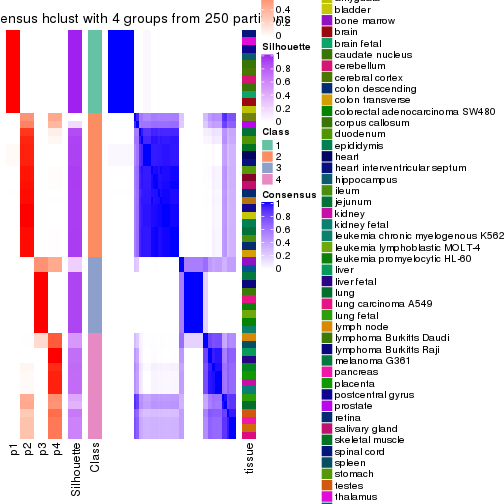 ensus hclust with 4 groups from 250 parti
0.4
0.2
0
Silhouette
1
0.8
0.6
0.4
0.2
0
Class
1
2
3
4
Consensus
1
0.8
0.6
0.4
0.2
0
p1
p2
p3
p4
Silhouette
Class
tissue
bladder
bone marrow
brain
brain fetal
caudate nucleus
cerebellum
cerebral cortex
colon descending
colon transverse
colorectal adenocarcinoma SW480
corpus callosum
duodenum
epididymis
heart
heart interventricular septum
hippocampus
ileum
jejunum
kidney
kidney fetal
leukemia chronic myelogenous K562
leukemia lymphoblastic MOLT-4
leukemia promyelocytic HL-60
liver
liver fetal
lung
lung carcinoma A549
lung fetal
lymph node
lymphoma Burkitts Daudi
lymphoma Burkitts Raji
melanoma G361
pancreas
placenta
postcentral gyrus
prostate
retina
salivary gland
skeletal muscle
spinal cord
spleen
stomach
testes
thalamus